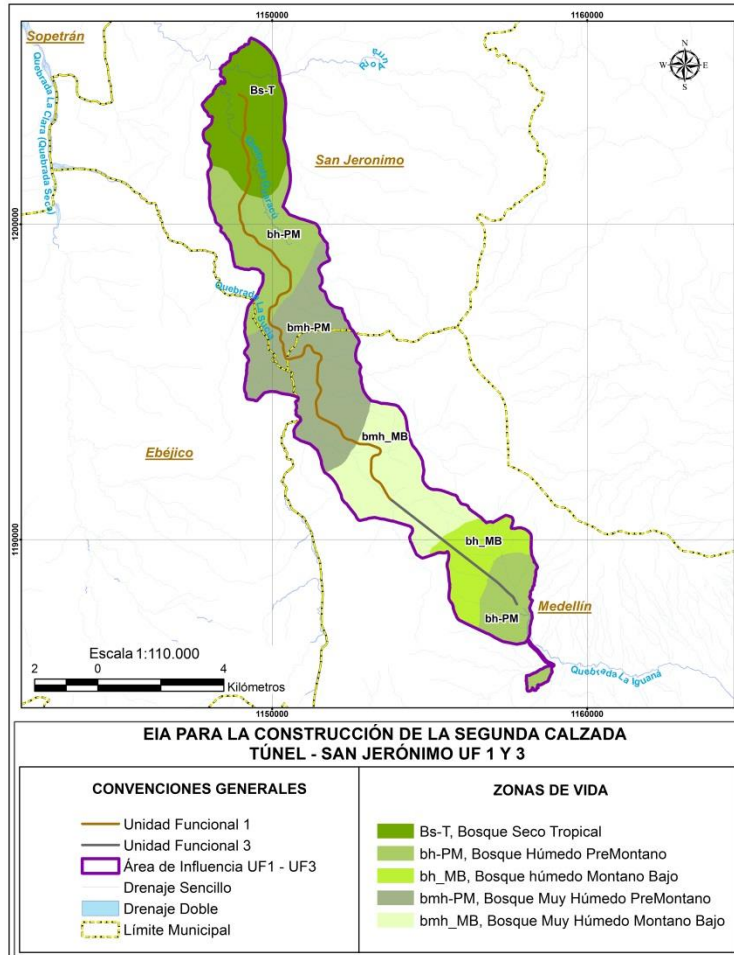 1150000
1160000
Sopetrán
Quebrada La Clara (Quebrada Seca)
N
W
E
S
Bs-T
San Jeronimo
1200000
1200000
bh-PM
Quebrada La Sucia
bmh-PM
Ebéjico
bmh_MB
1190000
1190000
bh_MB
Medellín
bh-PM
Escala 1:110.000
2 0 4
Kilómetros
Quebrada La Iguaná
1150000
1160000
EIA PARA LA CONSTRUCCIÓN DE LA SEGUNDA CALZADA
TÚNEL - SAN JERÓNIMO UF 1 Y 3
CONVENCIONES GENERALES
Unidad Funcional 1
Unidad Funcional 3
Área de Influencia UF1 - UF3
Drenaje Sencillo
Drenaje Doble
Límite Municipal
ZONAS DE VIDA
Bs-T, Bosque Seco Tropical
bh-PM, Bosque Húmedo PreMontano
bh_MB, Bosque húmedo Montano Bajo
bmh-PM, Bosque Muy Húmedo PreMontano
bmh_MB, Bosque Muy Húmedo Montano Bajo